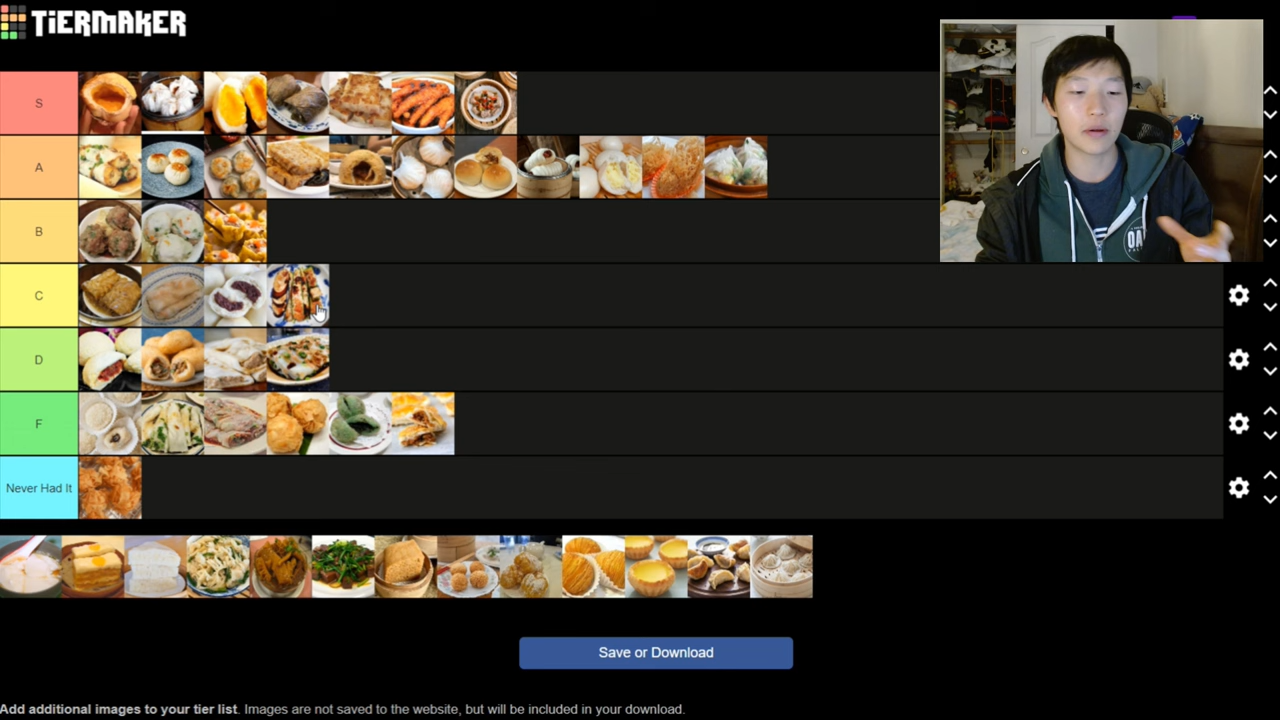 TiERMAKER
S
A
B
C
D
F
Never Had It
OA
Save or Download
Add additional images to your tier list. Images are not saved to the website, but will be included in your download.